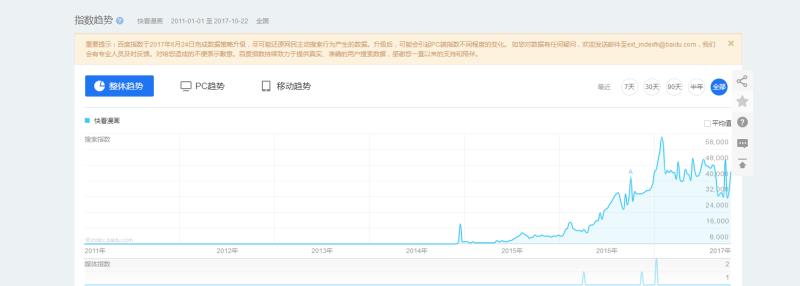 指数趋势 ? 快看漫画 2011-01-01 至 2017-10-22 全国
重要提示：百度指数于2017年8月24日完成数据策略升级，尽可能还原网民主动搜索行为产生的数据。升级后，可能会引起PC端指数不同程度的变化。 如您对数据有任何疑问，欢迎发送邮件至ext_indexfk@baidu.com，我们
会有专业人员及时反馈。对给您造成的不便表示歉意。百度指数持续致力于提供真实、准确的用户搜索数据，感谢您一直以来的支持和陪伴。
整体趋势 PC趋势 移动趋势 最近 7天 30天 90天 半年 全部
快看漫画 平均值
搜索指数
56,000
48,000
40,000
32,000
24,000
16,000
8,000
A
index.baidu.com
2011年 2012年 2013年 2014年 2015年 2016年 2017年
媒体指数
2
1